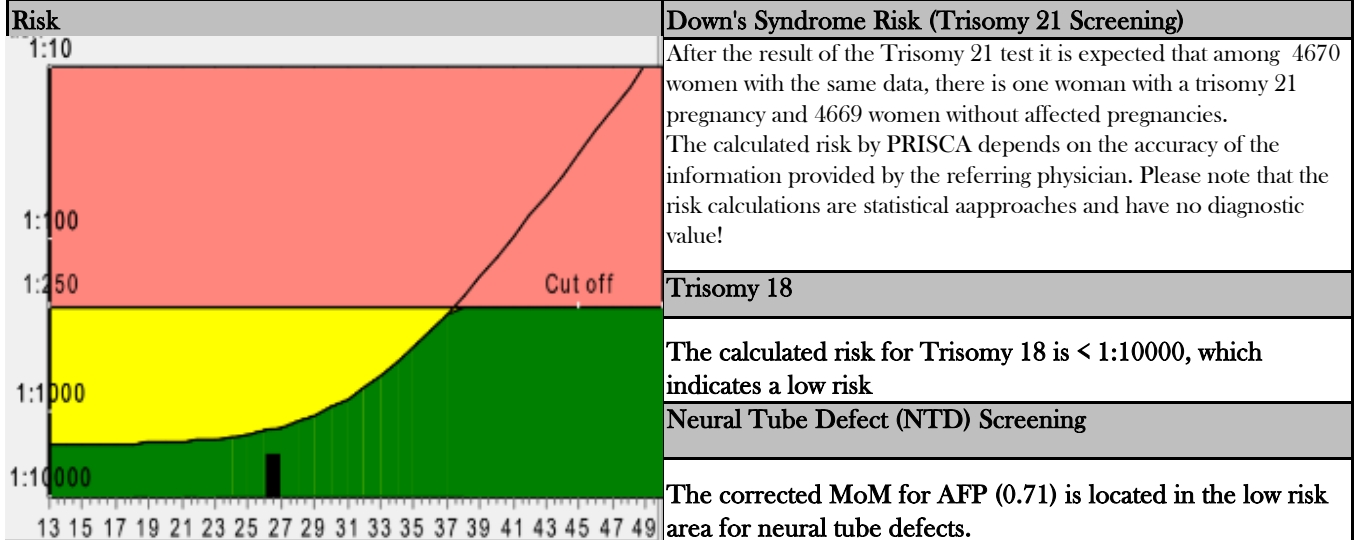 Risk
1:10
1:100
1:250
Cut off
1:1000
1:10000
13 15 17 19 21 23 25 27 29 31 33 35 37 39 41 43 45 47 49
Down's Syndrome Risk (Trisomy 21 Screening)
After the result of the Trisomy 21 test it is expected that among 4670
women with the same data, there is one woman with a trisomy 21
pregnancy and 4669 women without affected pregnancies.
The calculated risk by PRISCA depends on the accuracy of the
information provided by the referring physician. Please note that the
risk calculations are statistical aapproaches and have no diagnostic
value!
Trisomy 18
The calculated risk for Trisomy 18 is < 1:10000, which
indicates a low risk
Neural Tube Defect (NTD) Screening
The corrected MoM for AFP (0.71) is located in the low risk
area for neural tube defects.